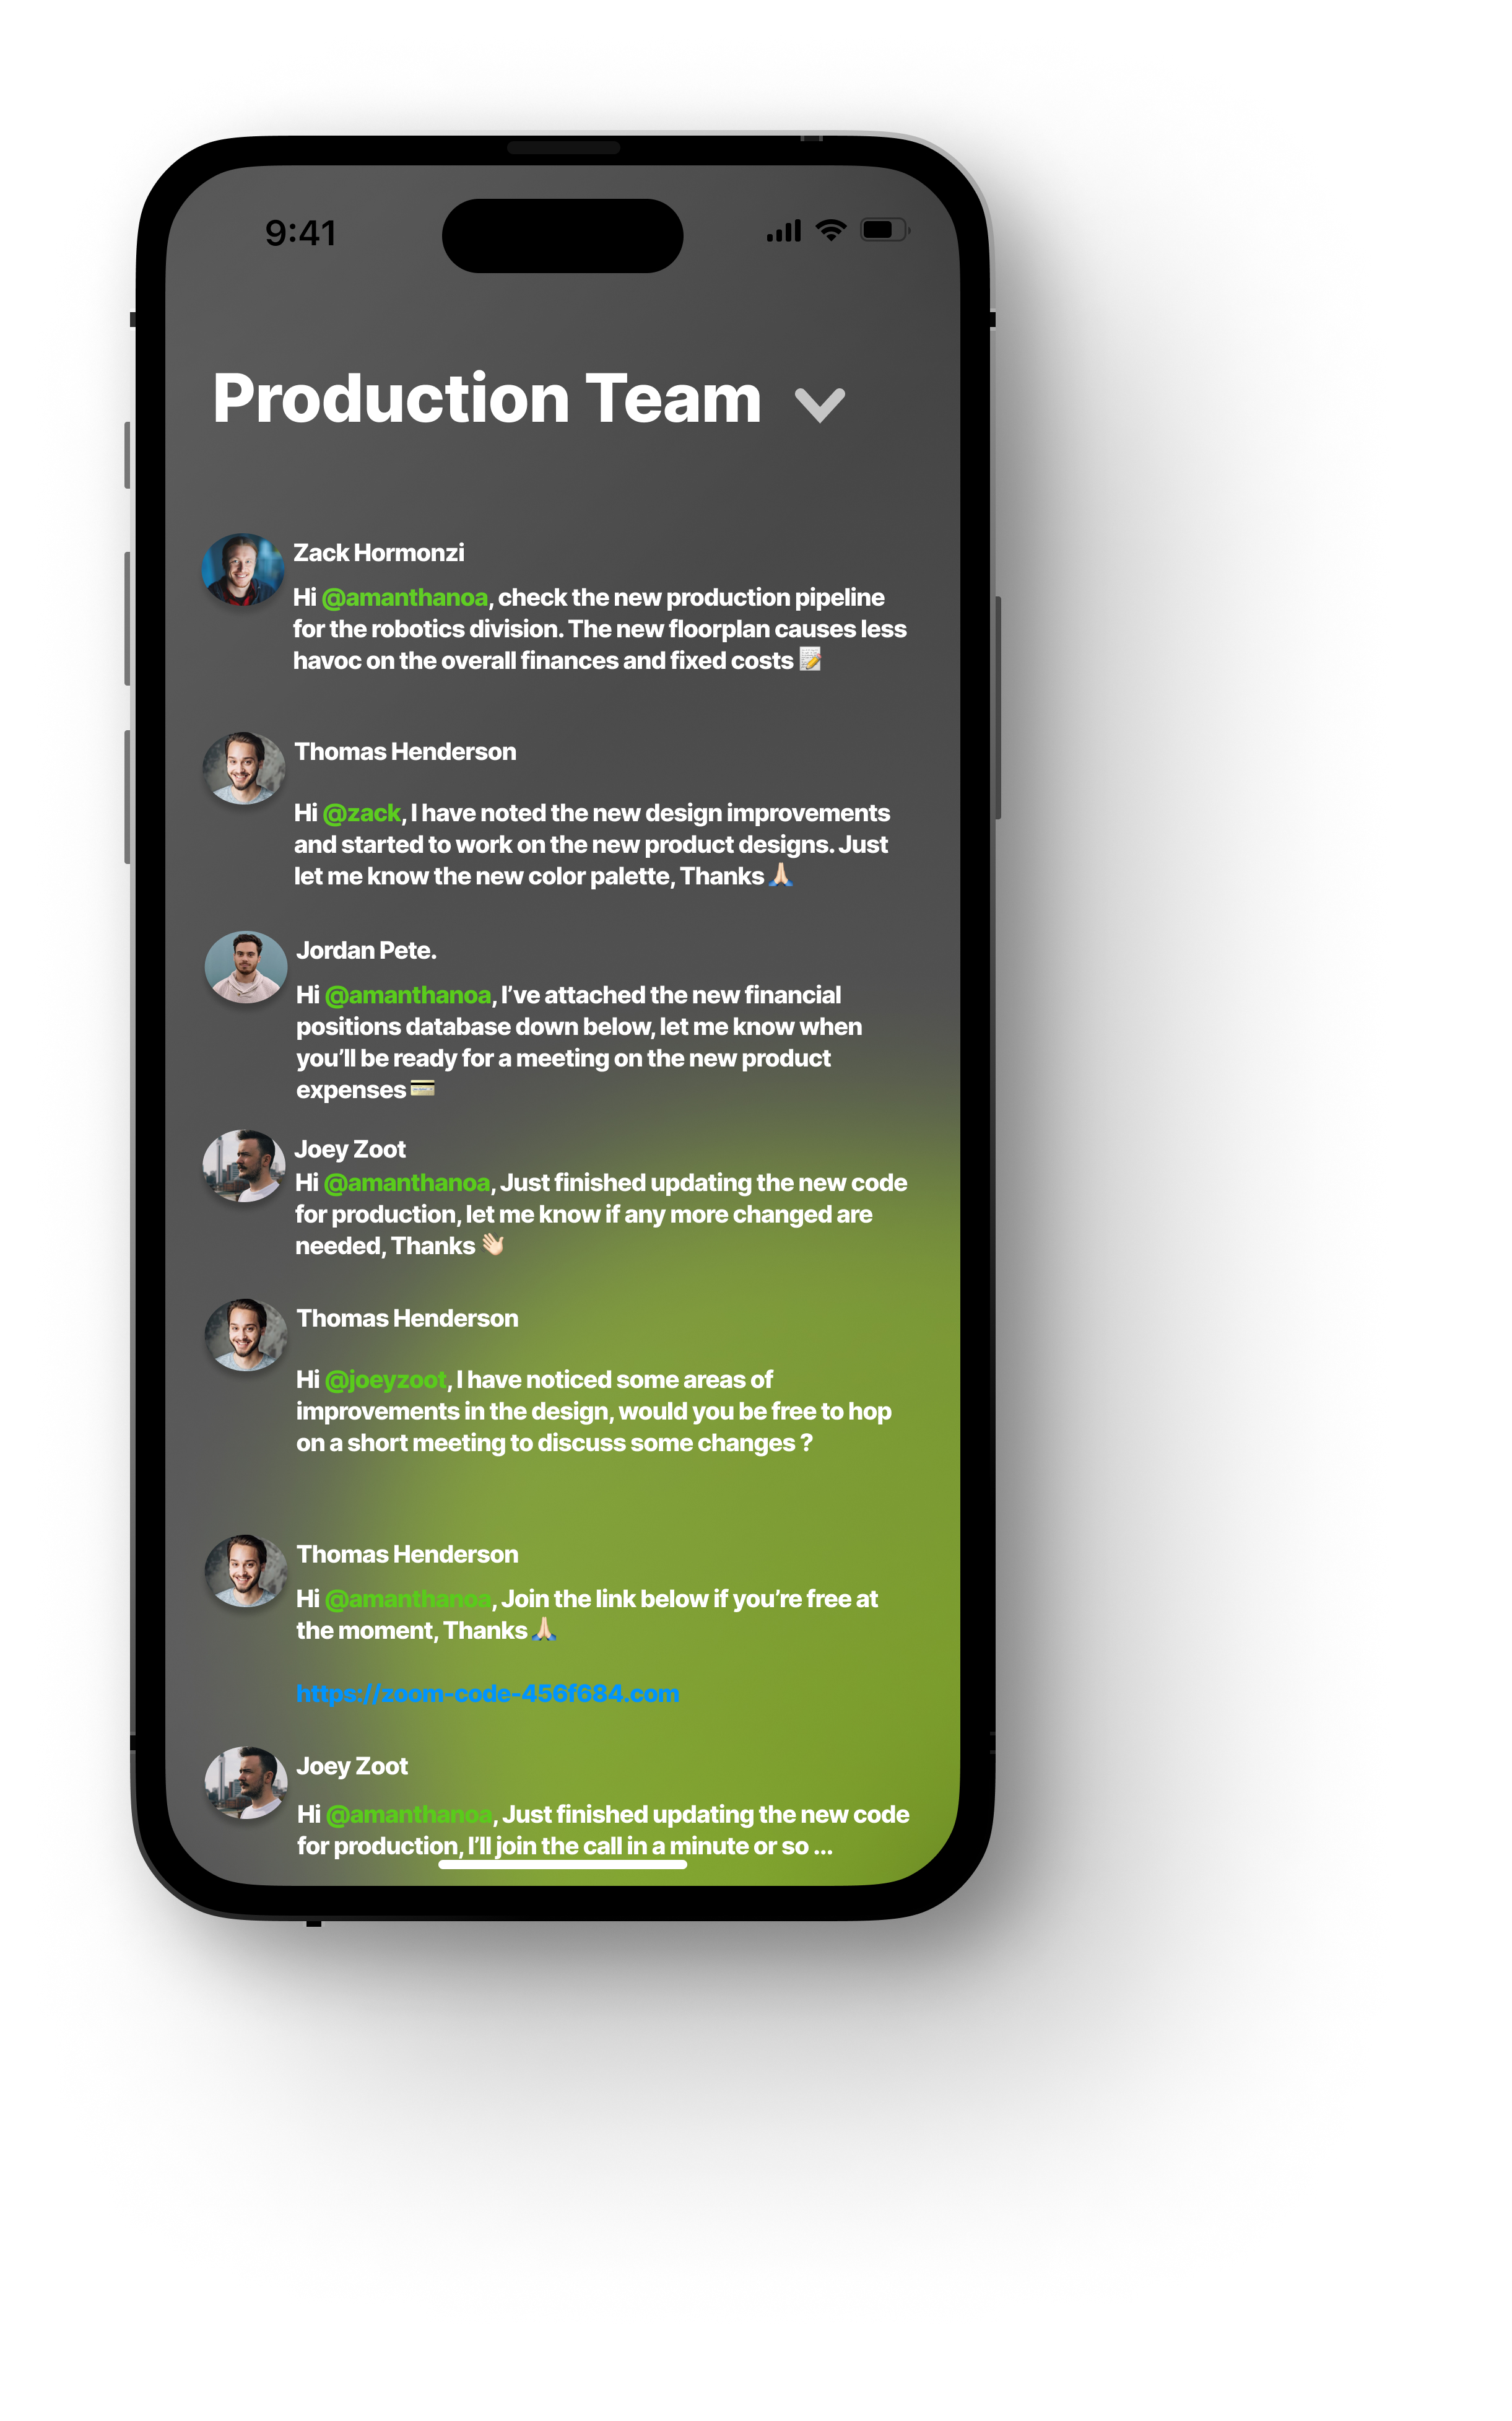 9:41
Production Team
Zack Hormonzi
Hi @amanthanoa, check the new production pipeline
for the robotics division. The new floorplan causes less
havoc on the overall finances and fixed costs 📝
Thomas Henderson
Hi @zack, I have noted the new design improvements
and started to work on the new product designs. Just
let me know the new color palette, Thanks🙏🏻
Jordan Pete.
Hi @amanthanoa, I’ve attached the new financial
positions database down below, let me know when
you’ll be ready for a meeting on the new product
expenses💳
Joey Zoot
Hi @amanthanoa, Just finished updating the new code
for production, let me know if any more changed are
needed, Thanks 👋🏻
Thomas Henderson
Hi @joeyzoot, I have noticed some areas of
improvements in the design, would you be free to hop
on a short meeting to discuss some changes ?
Thomas Henderson
Hi @amanthanoa, Join the link below if you’re free at
the moment, Thanks🙏🏻
https://zoom-code-456f684.com
Joey Zoot
Hi @amanthanoa, Just finished updating the new code
for production, I’ll join the call in a minute or so ...